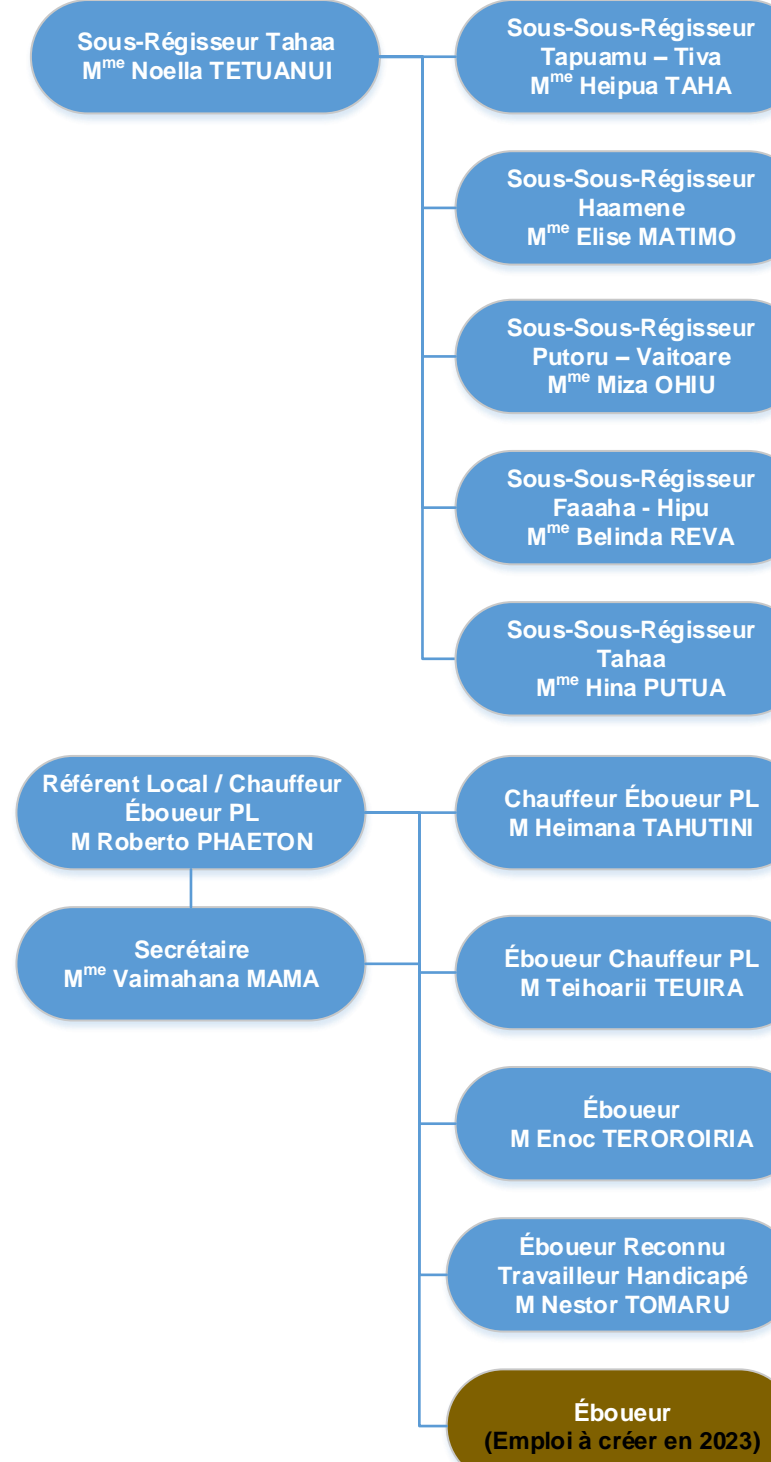 Sous-Régisseur Tahaa
Mme Noella TETUANUI
Sous-Sous-Régisseur
Tapuamu – Tiva
Mme Heipua TAHA
Sous-Sous-Régisseur
Haamene
Mme Elise MATIMO
Sous-Sous-Régisseur
Putoru – Vaitoare
Mme Miza OHIU
Sous-Sous-Régisseur
Faaaha - Hipu
Mme Belinda REVA
Sous-Sous-Régisseur
Tahaa
Mme Hina PUTUA
Référent Local / Chauffeur
Éboueur PL
M Roberto PHAETON
Secrétaire
Mme Vaimahana MAMA
Chauffeur Éboueur PL
M Heimana TAHUTINI
Éboueur Chauffeur PL
M Teihoarii TEUIRA
Éboueur
M Enoc TEROROIRIA
Éboueur Reconnu
Travailleur Handicapé
M Nestor TOMARU
Éboueur
(Emploi à créer en 2023)